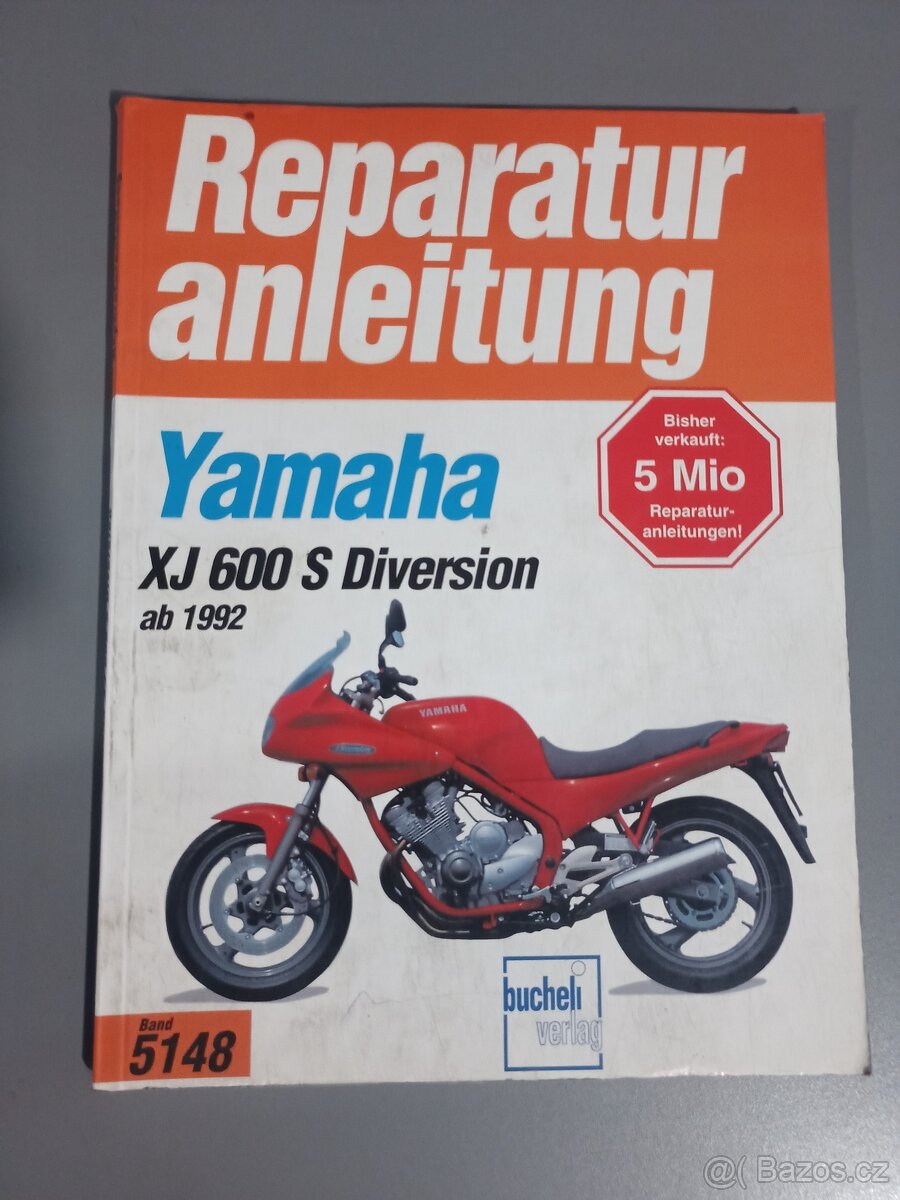 Reparatur
anleitung
Bisher
verkauft:
5 Mio
Reparatur-
anleitungen!
Yamaha
XJ 600 S Diversion
ab 1992
YAMAHA
Diversion
bucheli
verlag
Band
5148
@( Bazos.cz